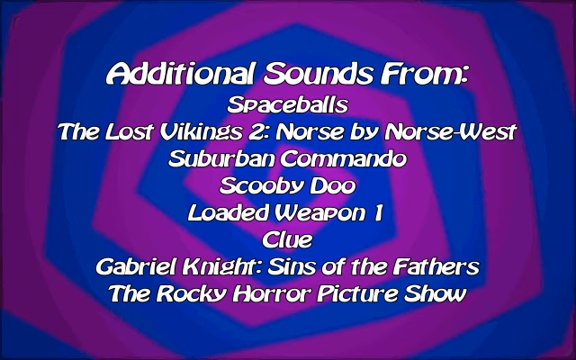 Additional Sounds From:
Spaceballs
The Lost Vikings 2: Norse by Norse-West
Suburban Commando
Scooby Doo
Loaded Weapon 1
Clue
Gabriel Knight: Sins of the Fathers
The Rocky Horror Picture Show